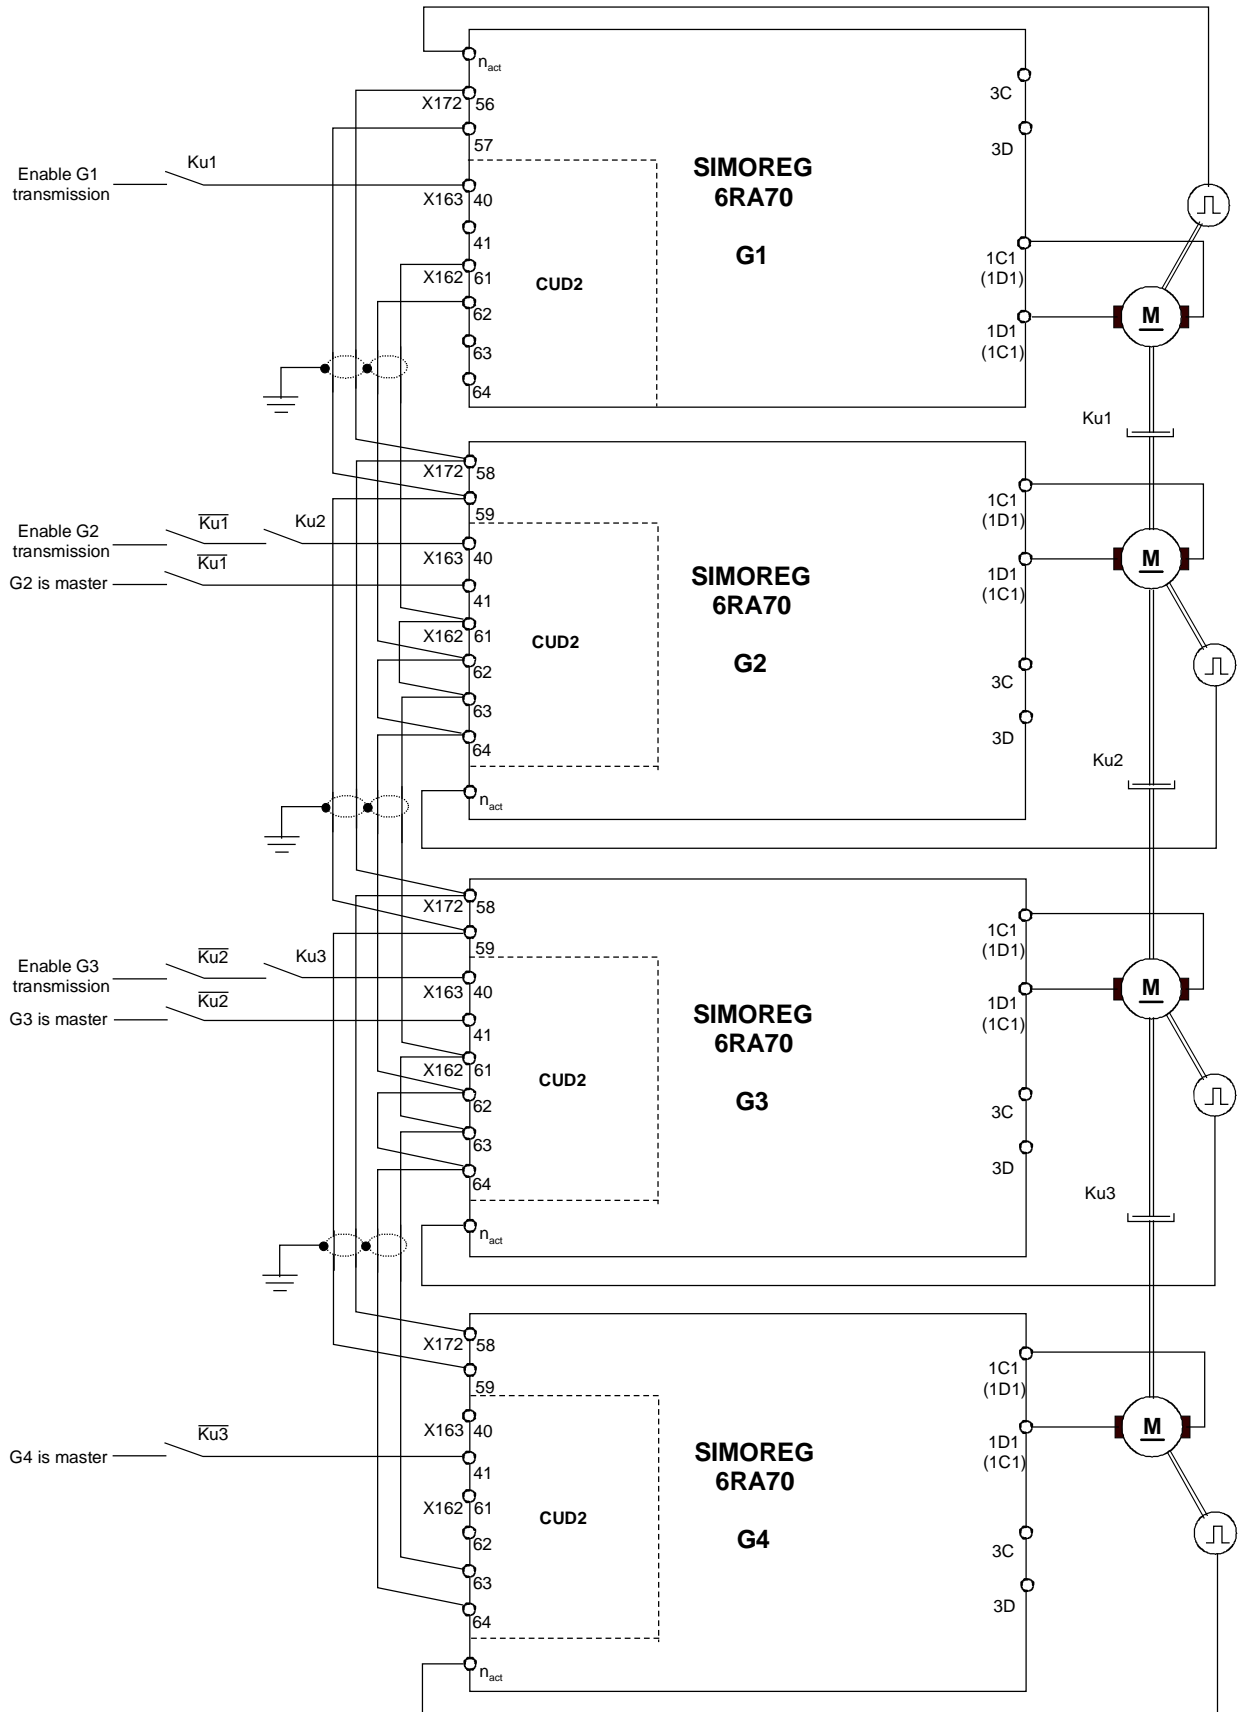 n_act
X172 56
57
Enable G1
transmission
Ku1
X163 40
41
X162 61
62
63
64
CUD2
SIMOREG
6RA70
G1
3C
3D
1C1
(1D1)
1D1
(1C1)
M
Ku1
X172 58
59
Enable G2
transmission
K̅u̅1̅
Ku2
G2 is master
K̅u̅1̅
X163 40
41
X162 61
62
63
64
n_act
CUD2
SIMOREG
6RA70
G2
1C1
(1D1)
1D1
(1C1)
3C
3D
M
Ku2
X172 58
59
Enable G3
transmission
K̅u̅2̅
Ku3
G3 is master
K̅u̅2̅
X163 40
41
X162 61
62
63
64
n_act
CUD2
SIMOREG
6RA70
G3
1C1
(1D1)
1D1
(1C1)
3C
3D
M
Ku3
X172 58
59
X163 40
G4 is master
K̅u̅3̅
41
X162 61
62
63
64
n_act
CUD2
SIMOREG
6RA70
G4
1C1
(1D1)
1D1
(1C1)
3C
3D
M